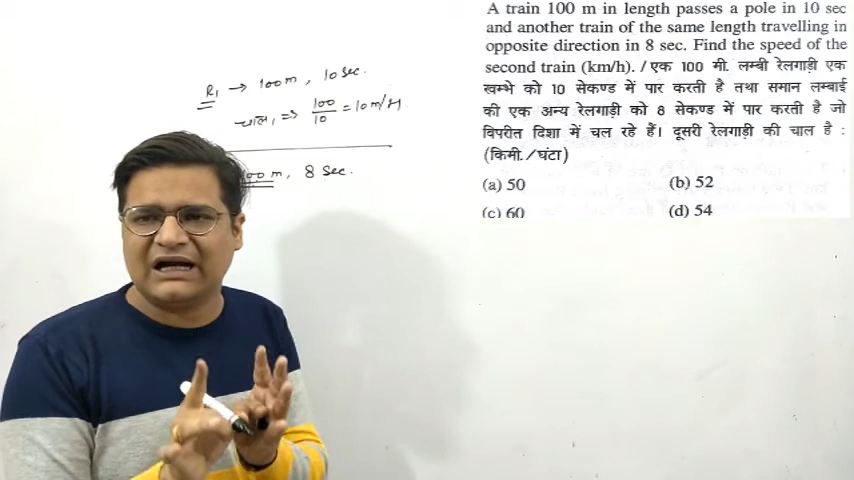 A train 100 m in length passes a pole in 10 sec
and another train of the same length travelling in
opposite direction in 8 sec. Find the speed of the
second train (km/h). / एक 100 मी. लम्बी रेलगाड़ी एक
खम्भे को 10 सेकण्ड में पार करती है तथा समान लम्बाई
की एक अन्य रेलगाड़ी को 8 सेकण्ड में पार करती है जो
विपरीत दिशा में चल रहे हैं। दूसरी रेलगाड़ी की चाल है :
(किमी./घंटा)
(a) 50 (b) 52
(c) 60 (d) 54
R₁ → 100 m, 10 Sec.
चाल₁ ⇒ 100/10 = 10 m/s
00 m, 8 Sec.